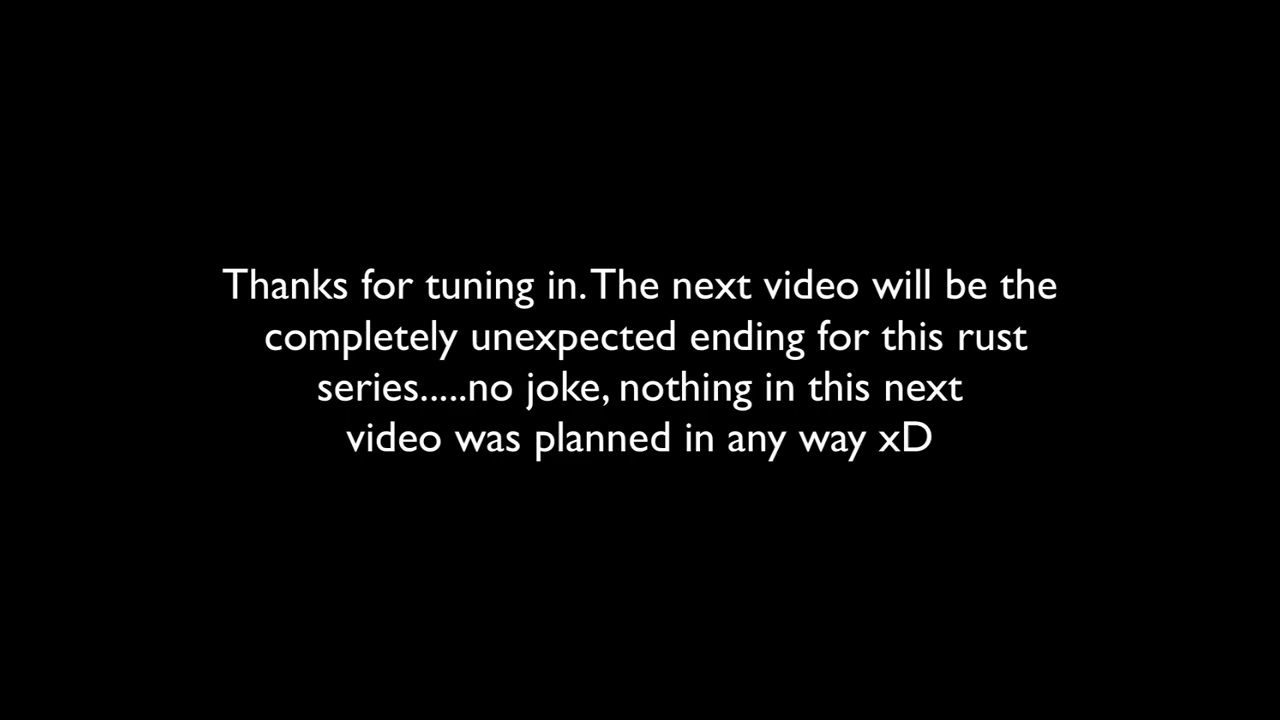 Thanks for tuning in. The next video will be the
completely unexpected ending for this rust
series.....no joke, nothing in this next
video was planned in any way xD